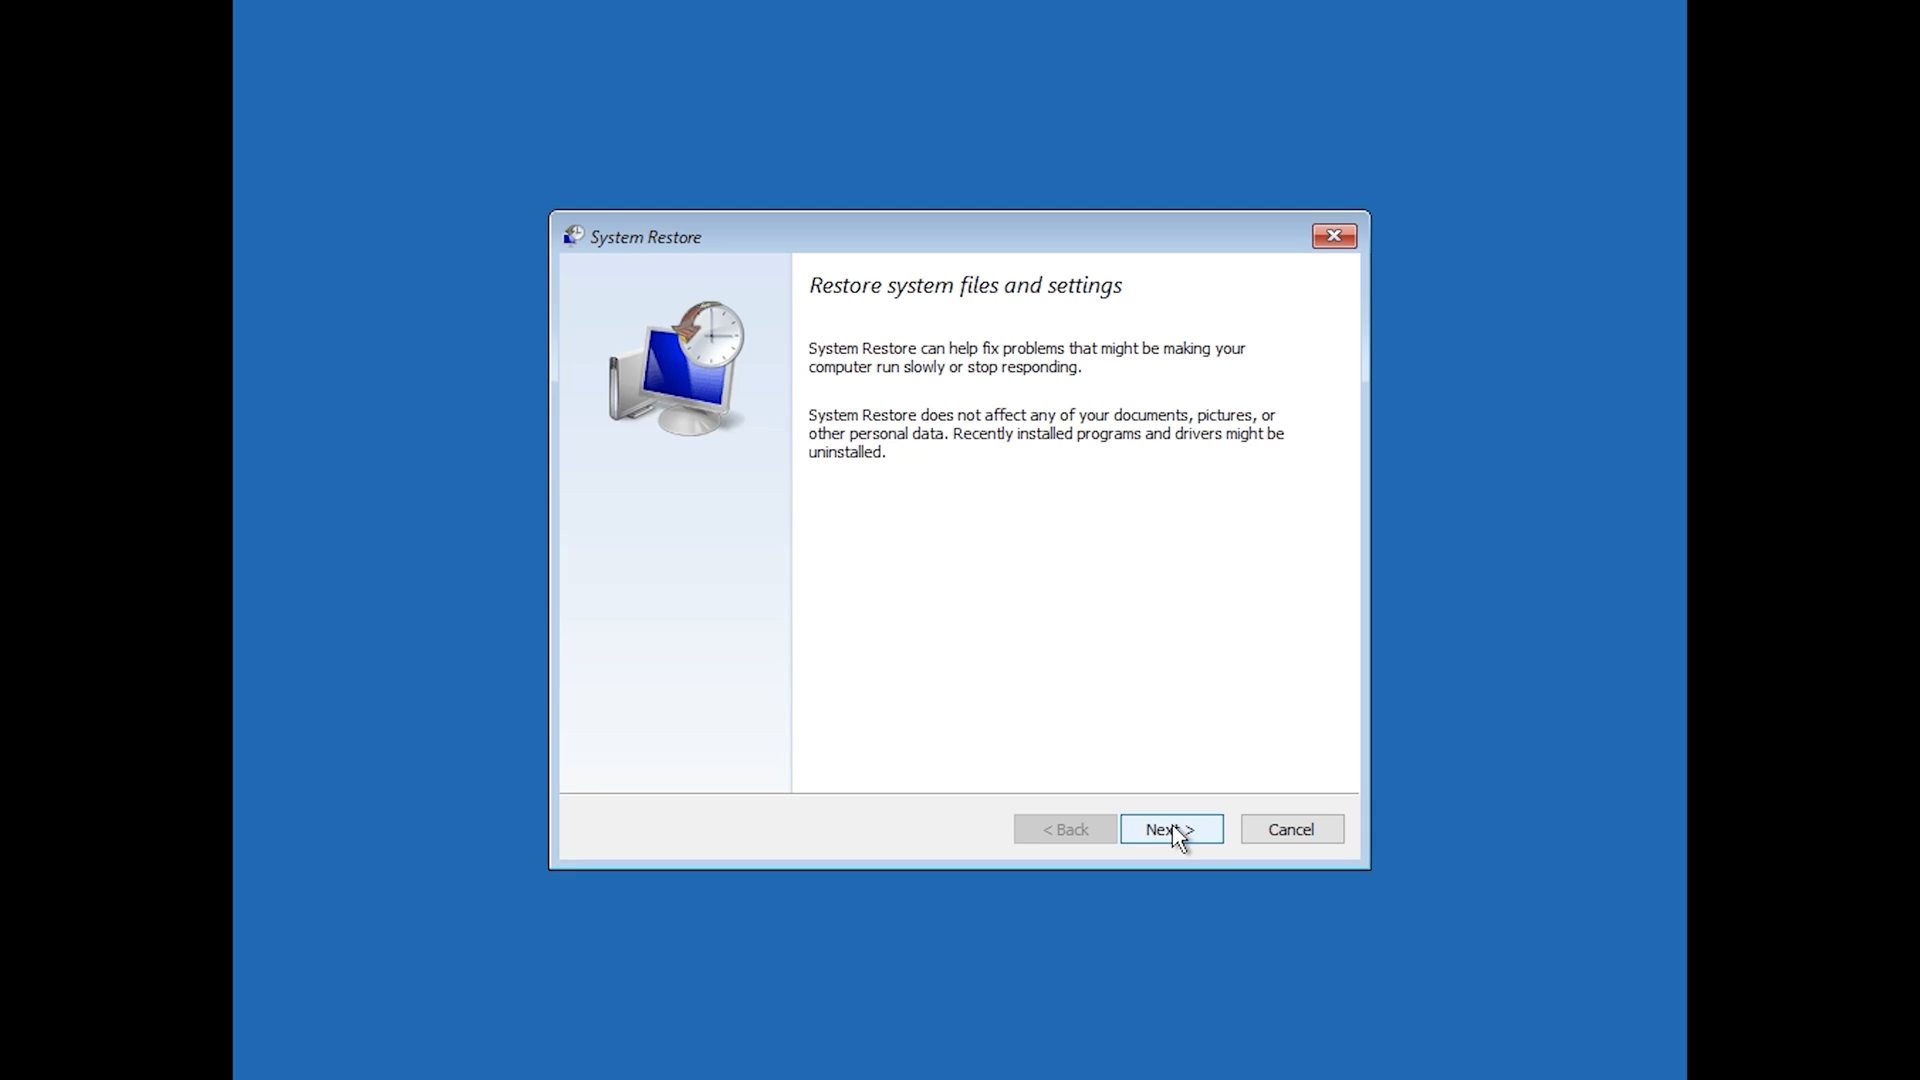 System Restore
Restore system files and settings
System Restore can help fix problems that might be making your
computer run slowly or stop responding.
System Restore does not affect any of your documents, pictures, or
other personal data. Recently installed programs and drivers might be
uninstalled.
< Back
Next >
Cancel